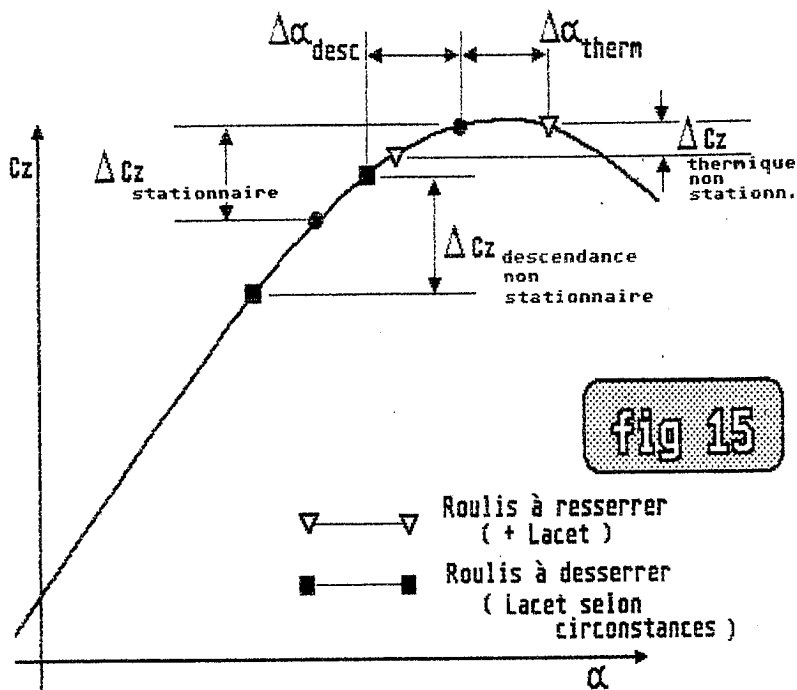 Δα desc
Δα therm
Cz
Δ Cz stationnaire
Δ Cz thermique
non
stationn.
Δ Cz descendance
non
stationnaire
fig 15
Roulis à resserrer
( + Lacet )
Roulis à desserrer
( Lacet selon
circonstances )
α